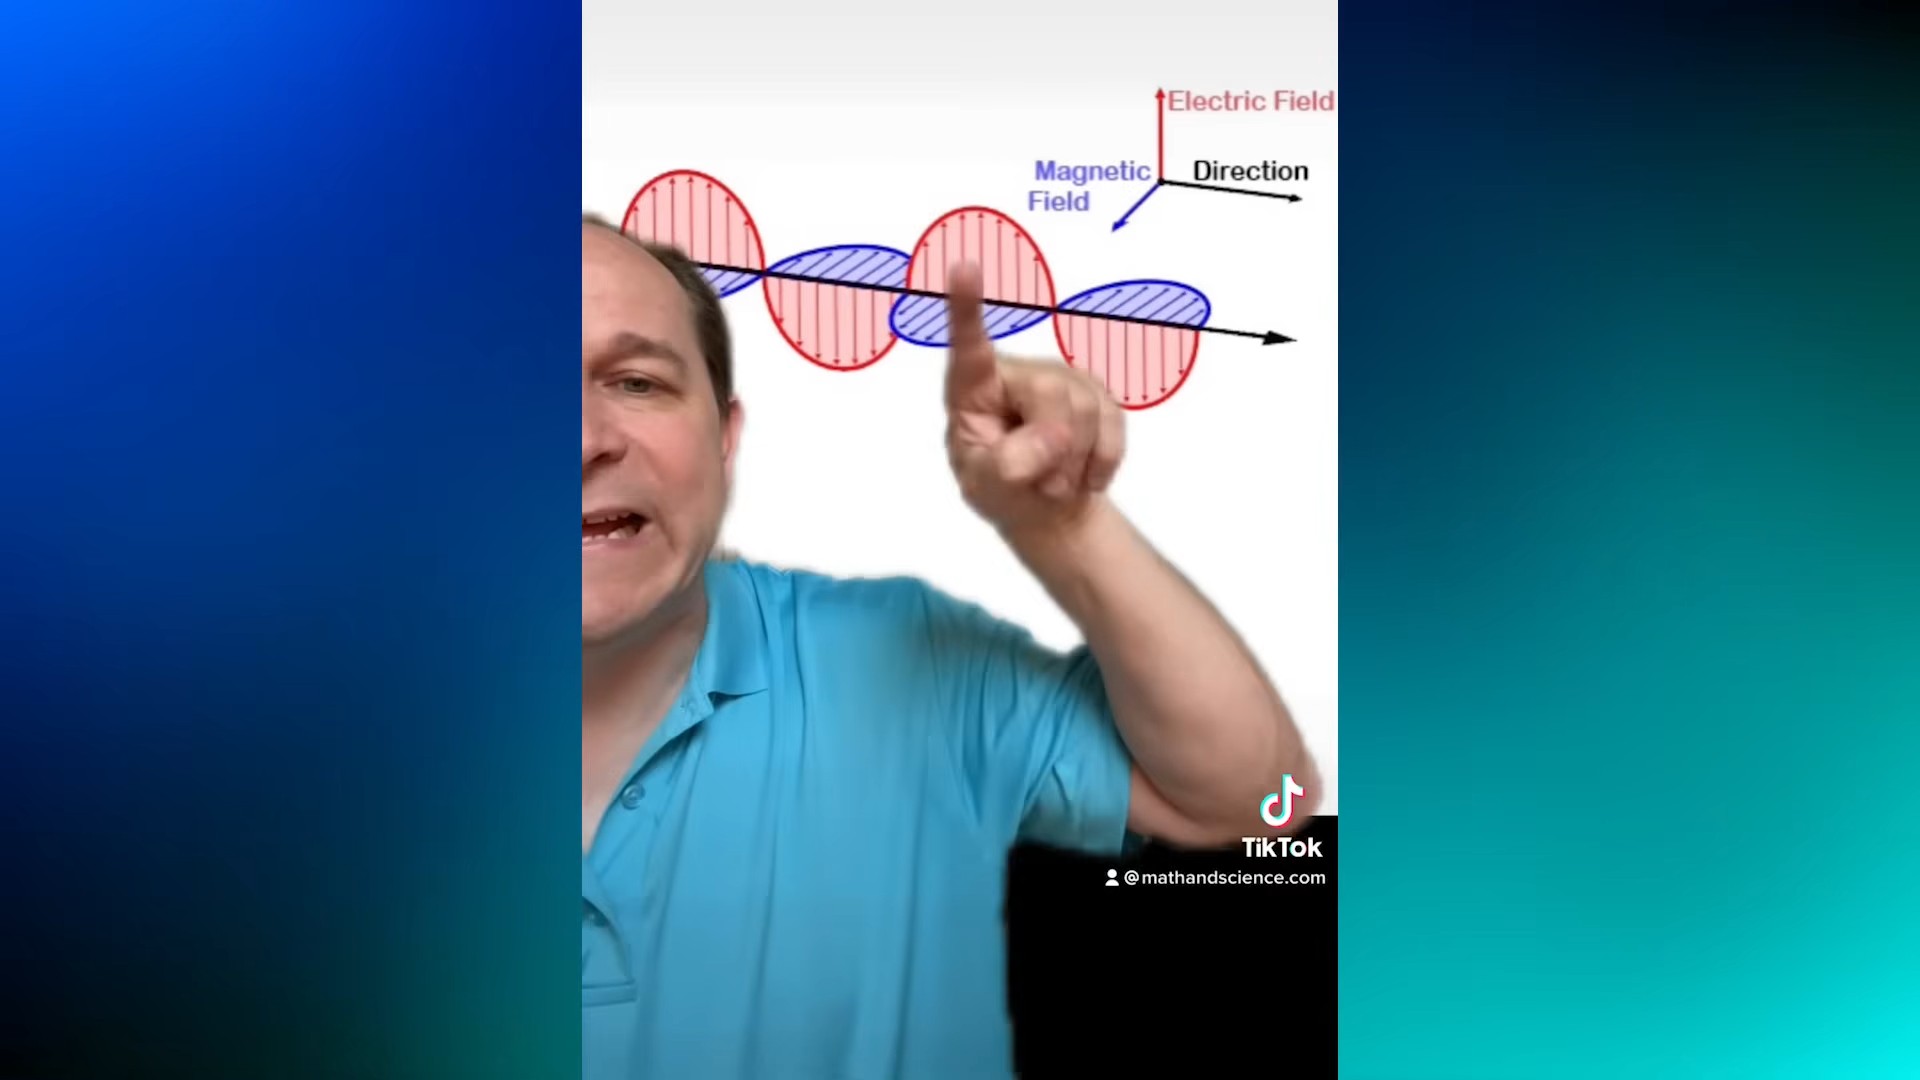 Electric Field
Magnetic
Field
Direction
TikTok
@mathandscience.com